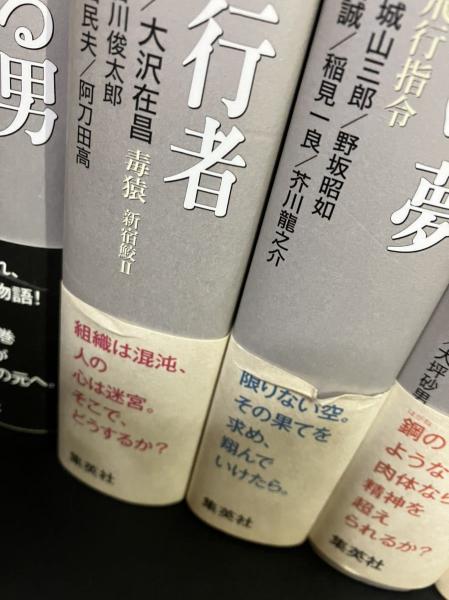 る男
れ、
物語！
巻
が
の元へ。
行者
大沢在昌
毒猿 新宿鮫II
川俊太郎
民夫／阿刀田高
組織は混沌、
人の
心は迷宮。
そこで、
どうするか？
集英社
行指令
城山三郎／野坂昭如
誠／稲見一良／芥川龍之介
限りない空。
その果てを
求め、
翔んで
いけたら。
集英社
夢
大坪砂男
はがね
鋼の
ような
肉体なら
精神を
超え
られるか？
集英社